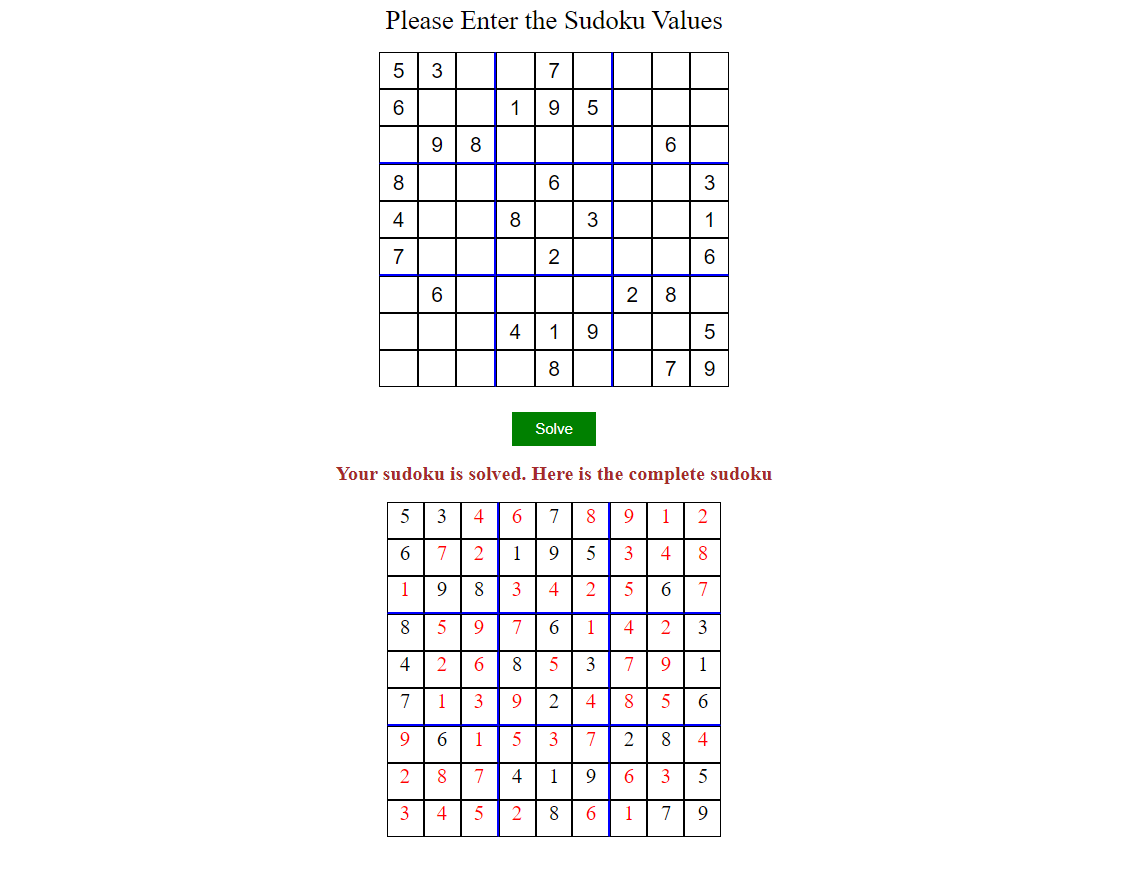 Please Enter the Sudoku Values
5 3 7
6 1 9 5
9 8 6
8 6 3
4 8 3 1
7 2 6
6 2 8
4 1 9 5
8 7 9
Solve
Your sudoku is solved. Here is the complete sudoku
5 3 4 6 7 8 9 1 2
6 7 2 1 9 5 3 4 8
1 9 8 3 4 2 5 6 7
8 5 9 7 6 1 4 2 3
4 2 6 8 5 3 7 9 1
7 1 3 9 2 4 8 5 6
9 6 1 5 3 7 2 8 4
2 8 7 4 1 9 6 3 5
3 4 5 2 8 6 1 7 9